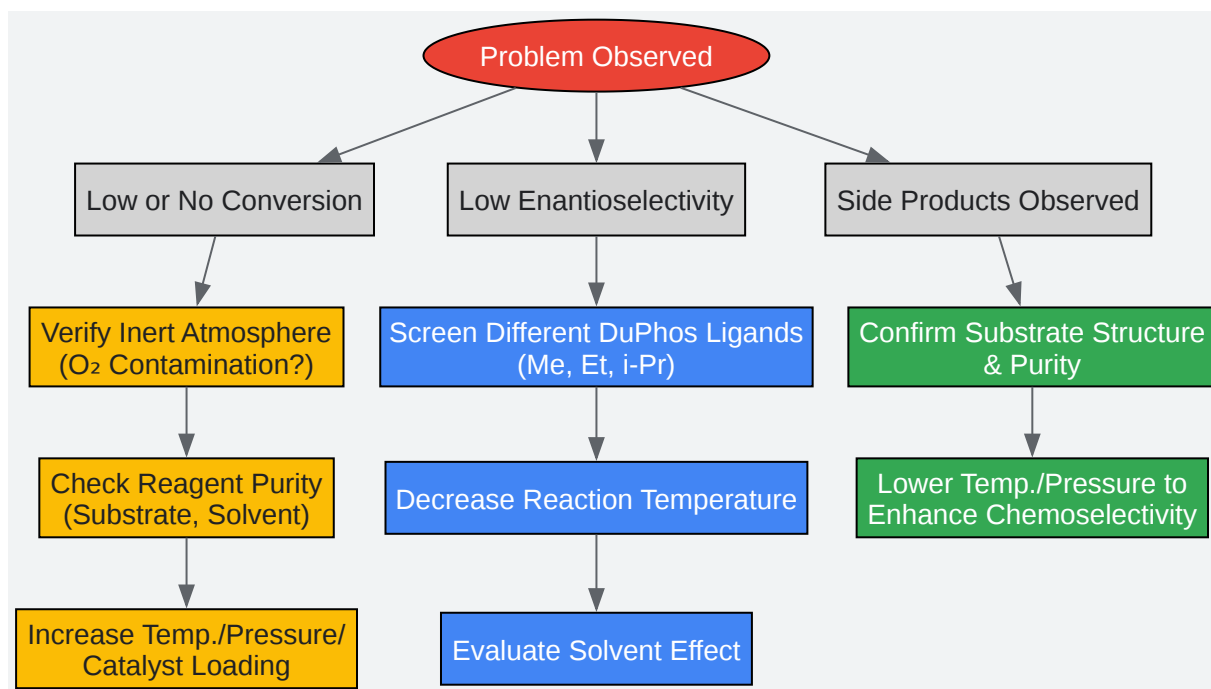 Problem Observed
Low or No Conversion
Low Enantioselectivity
Side Products Observed
Verify Inert Atmosphere
(O₂ Contamination?)
Screen Different DuPhos Ligands
(Me, Et, i-Pr)
Confirm Substrate Structure
& Purity
Check Reagent Purity
(Substrate, Solvent)
Decrease Reaction Temperature
Lower Temp./Pressure to
Enhance Chemoselectivity
Increase Temp./Pressure/
Catalyst Loading
Evaluate Solvent Effect